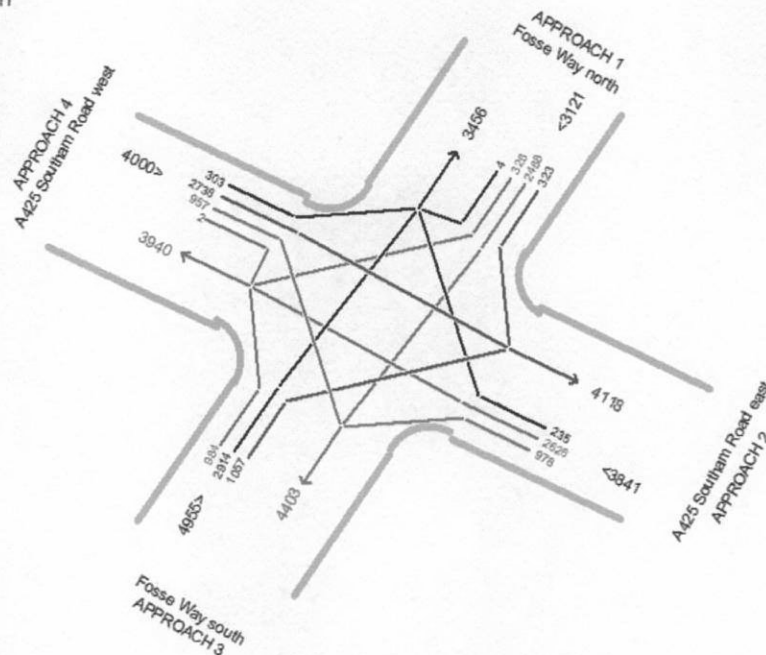 APPROACH 1
Fosse Way north
<3121
3456
4
328
2488
323
APPROACH 4
A425 Southam Road west
4000>
303
2738
957
2
3940
4118
235
2626
978
<3841
A425 Southam Road east
APPROACH 2
984
2914
1057
4955>
4403
Fosse Way south
APPROACH 3